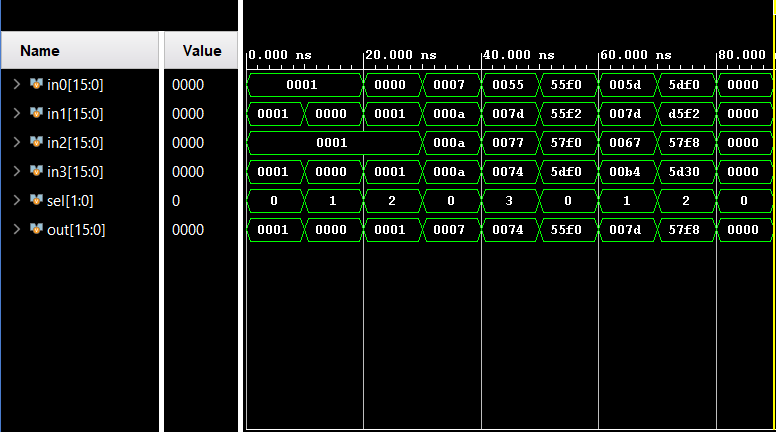 Name Value
0.000 ns 20.000 ns 40.000 ns 60.000 ns 80.000
in0[15:0] 0000 0001 0000 0007 0055 55f0 005d 5df0 0000
in1[15:0] 0000 0001 0000 0001 000a 007d 55f2 007d d5f2 0000
in2[15:0] 0000 0001 000a 0077 57f0 0067 57f8 0000
in3[15:0] 0000 0001 0000 0001 000a 0074 5df0 00b4 5d30 0000
sel[1:0] 0 0 1 2 0 3 0 1 2 0
out[15:0] 0000 0001 0000 0001 0007 0074 55f0 007d 57f8 0000